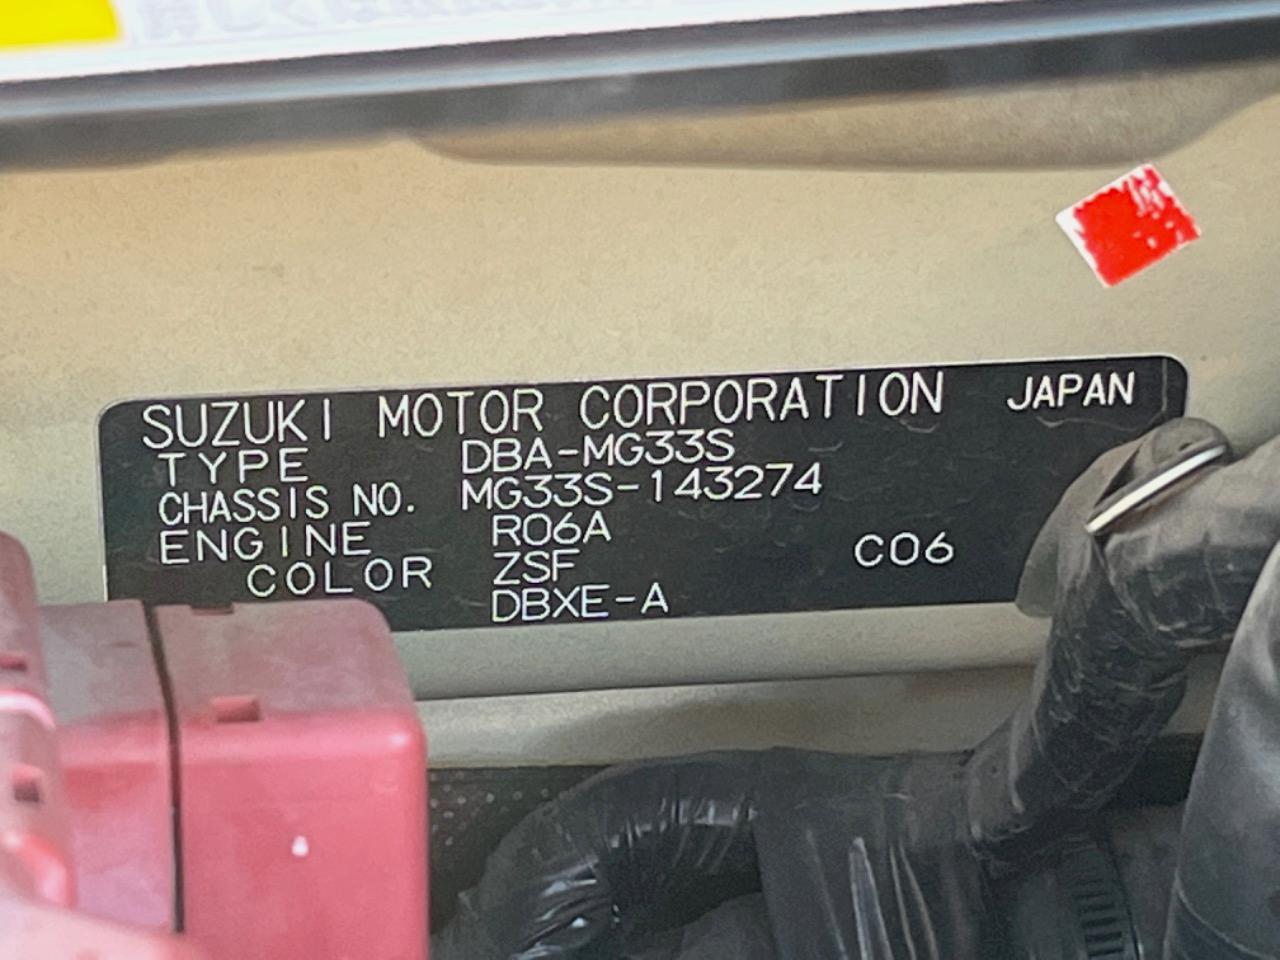 SUZUKI MOTOR CORPORATION JAPAN
TYPE DBA-MG33S
CHASSIS NO. MG33S-143274
ENGINE R06A
COLOR ZSF C06
DBXE-A